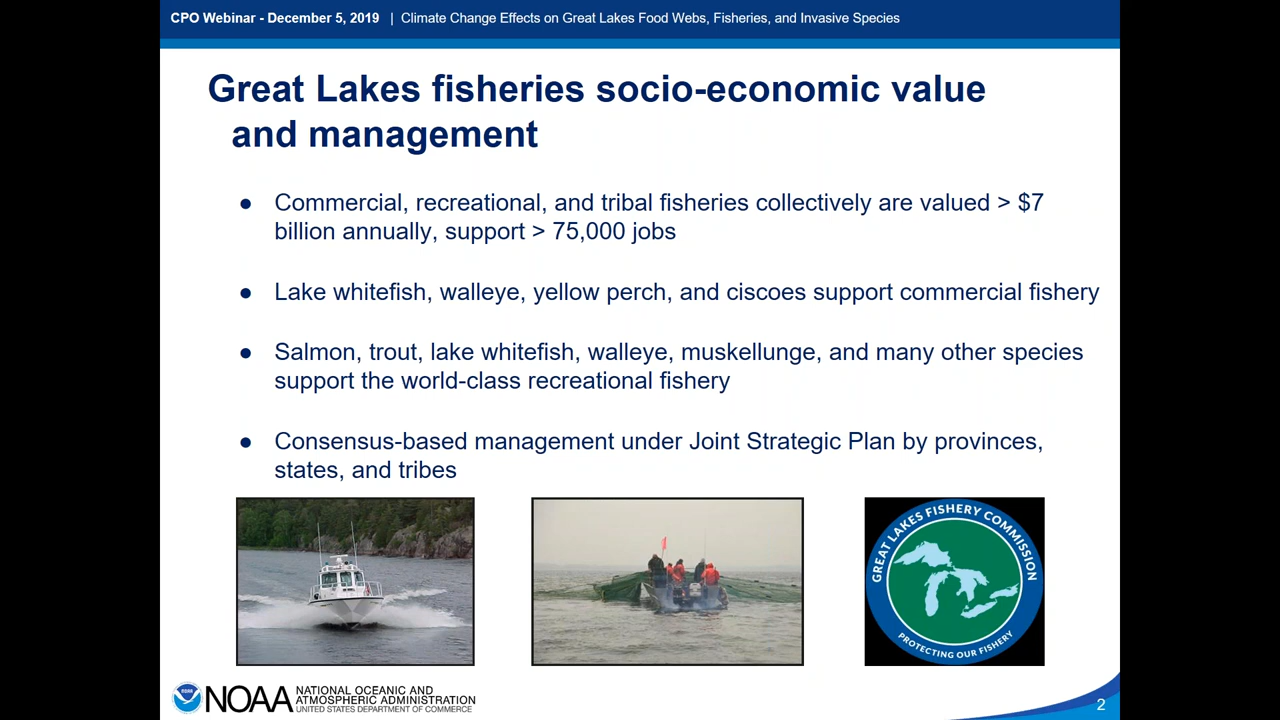 CPO Webinar - December 5, 2019 | Climate Change Effects on Great Lakes Food Webs, Fisheries, and Invasive Species
Great Lakes fisheries socio-economic value
and management
● Commercial, recreational, and tribal fisheries collectively are valued > $7
billion annually, support > 75,000 jobs
● Lake whitefish, walleye, yellow perch, and ciscoes support commercial fishery
● Salmon, trout, lake whitefish, walleye, muskellunge, and many other species
support the world-class recreational fishery
● Consensus-based management under Joint Strategic Plan by provinces,
states, and tribes
GREAT LAKES FISHERY COMMISSION
PROTECTING OUR FISHERY
NOAA
NATIONAL OCEANIC AND
ATMOSPHERIC ADMINISTRATION
UNITED STATES DEPARTMENT OF COMMERCE
2